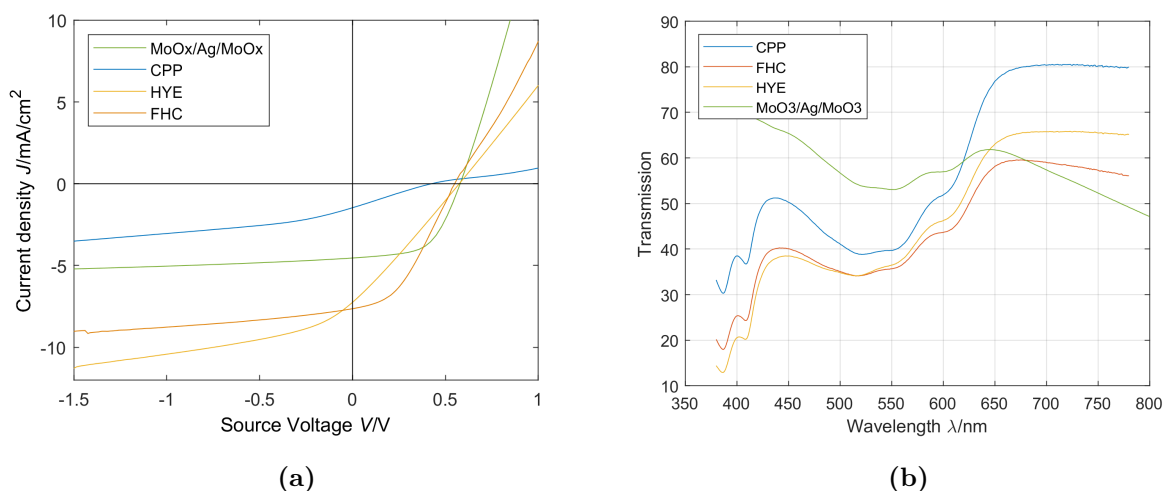 10
5
0
-5
-10
-1.5
-1
-0.5
0
0.5
1
Current density J/mA/cm²
Source Voltage V/V
MoOx/Ag/MoOx
CPP
HYE
FHC
(a)
80
70
60
50
40
30
20
10
350
400
450
500
550
600
650
700
750
800
Transmission
Wavelength λ/nm
CPP
FHC
HYE
MoO3/Ag/MoO3
(b)